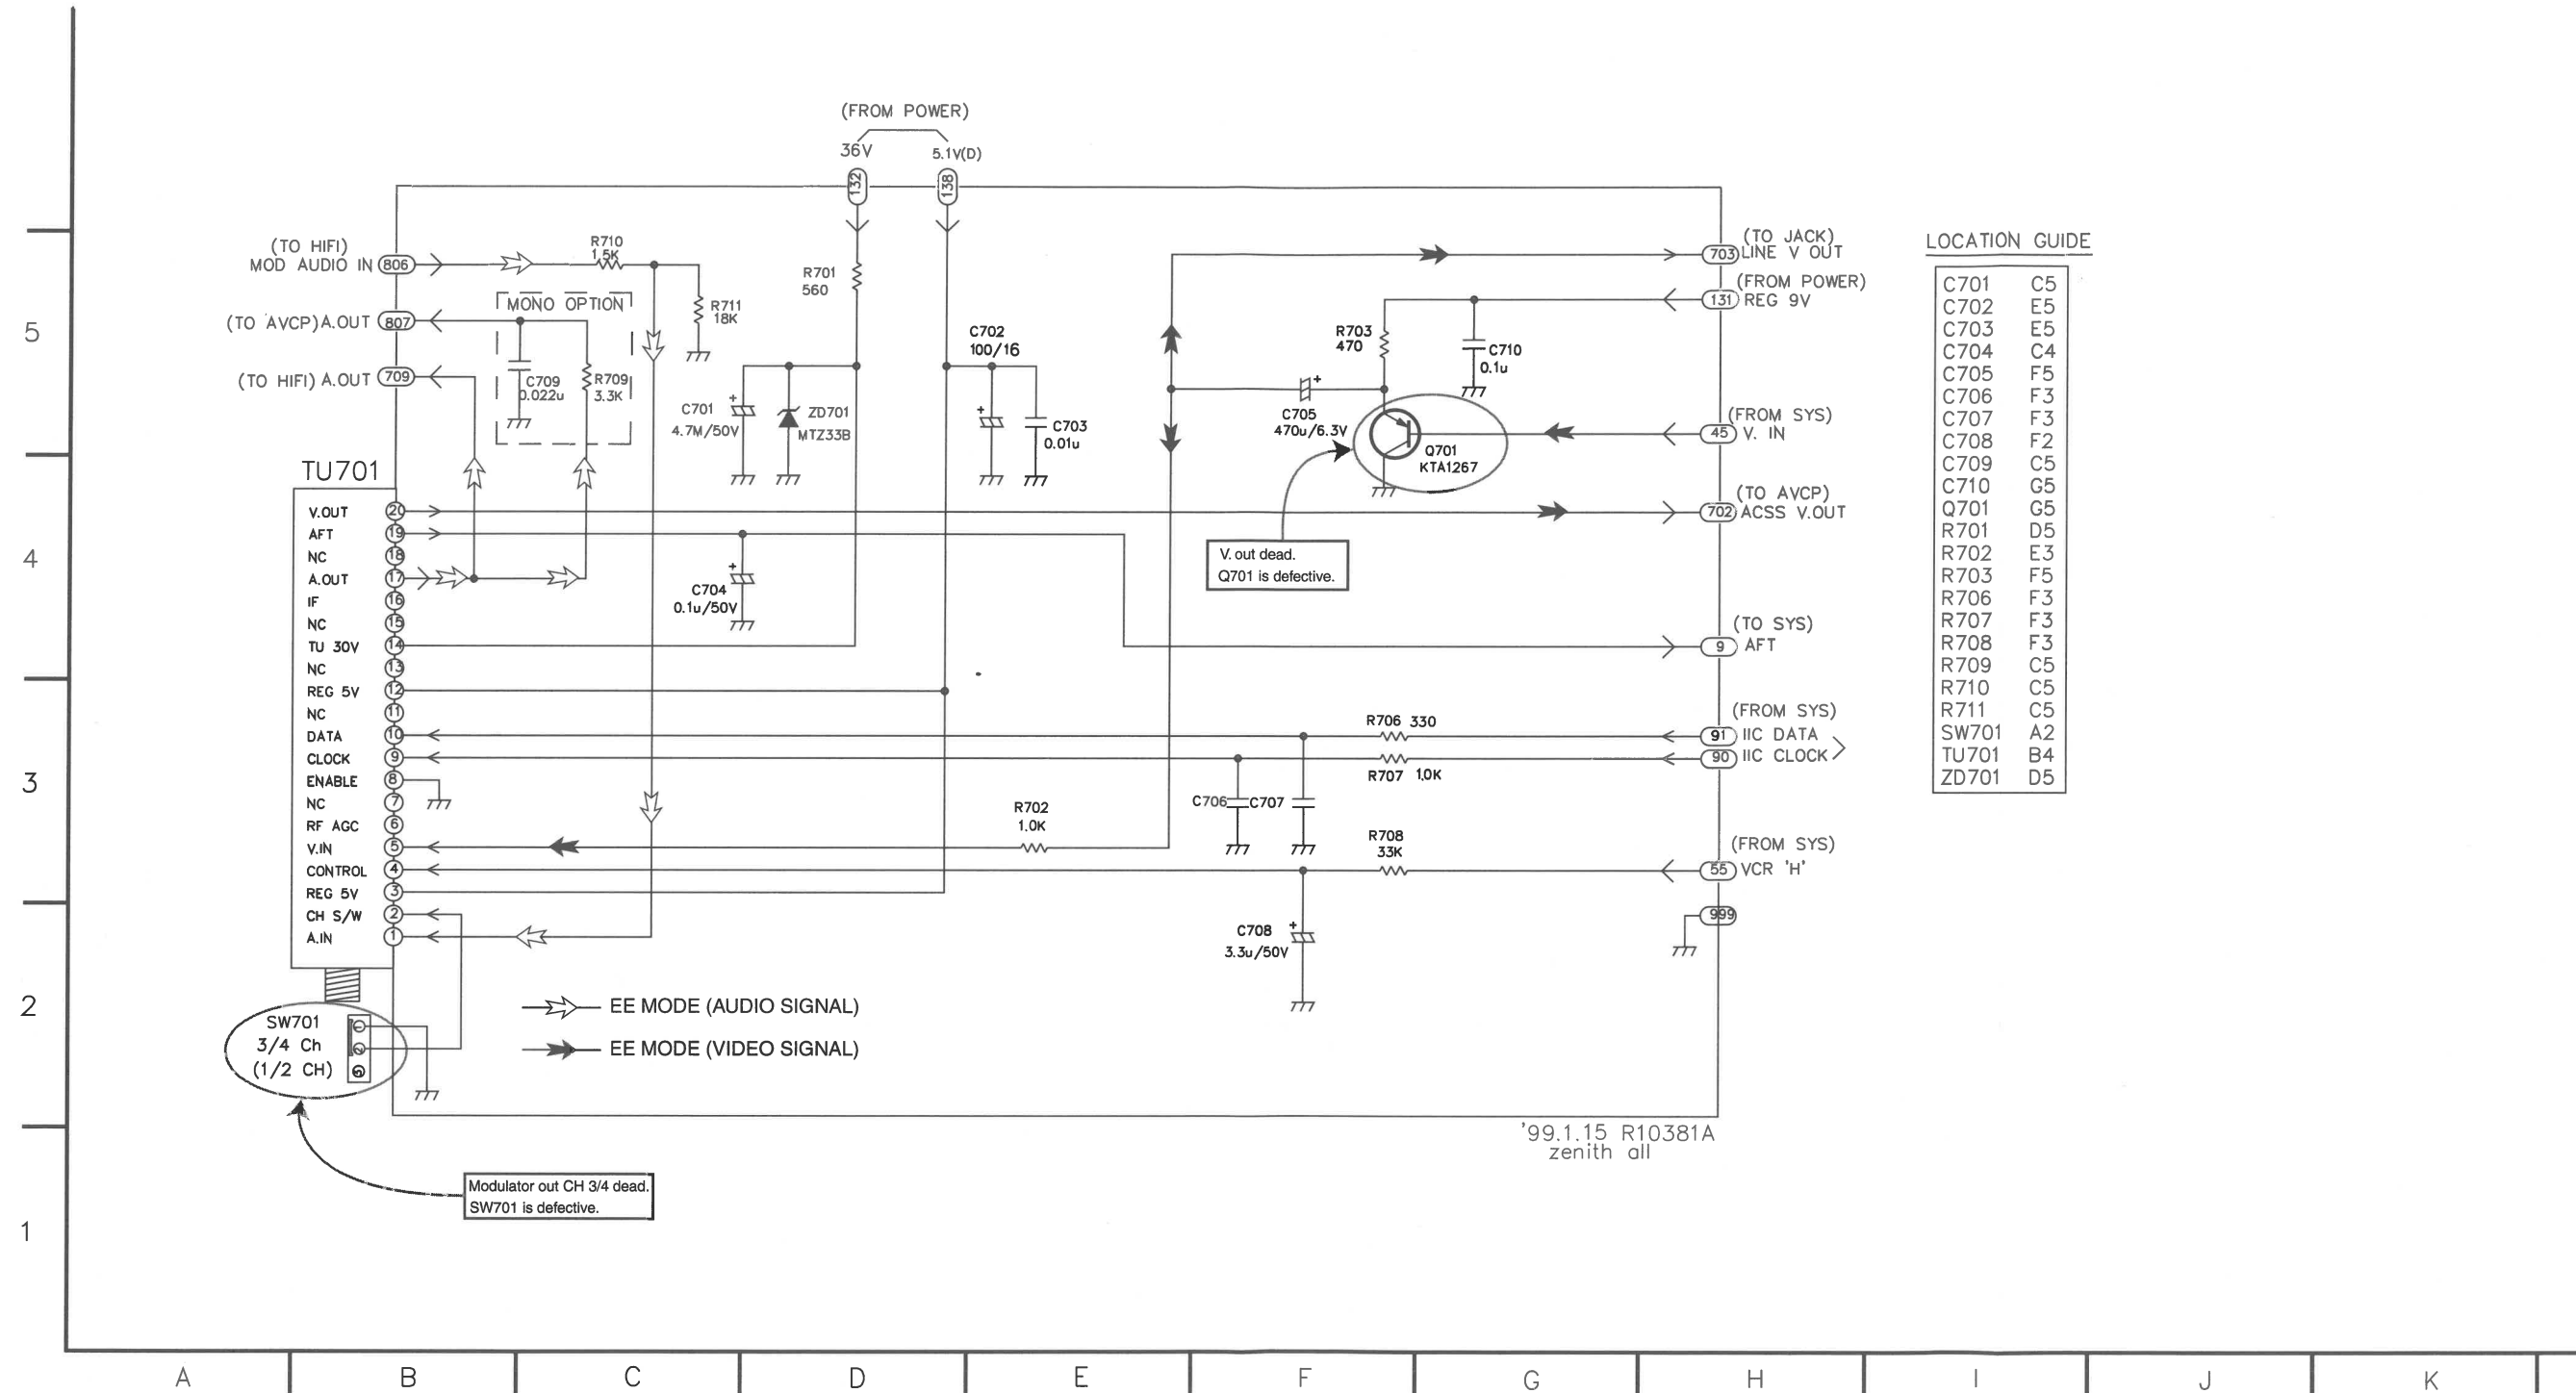 (FROM POWER)
36V
5.1V(D)
132
138
(TO HIFI)
MOD AUDIO IN
806
R710
1.5K
MONO OPTION
(TO AVCP) A.OUT
807
(TO HIFI) A.OUT
709
C709
0.022u
R709
3.3K
R711
18K
R701
560
C701
4.7M/50V
ZD701
MTZ33B
C702
100/16
C703
0.01u
R703
470
C710
0.1u
C705
470u/6.3V
Q701
KTA1267
(TO JACK)
703
LINE V OUT
(FROM POWER)
131
REG 9V
(FROM SYS)
45
V. IN
(TO AVCP)
702
ACSS V.OUT
V. out dead.
Q701 is defective.
(TO SYS)
9
AFT
(FROM SYS)
91
IIC DATA
90
IIC CLOCK
(FROM SYS)
55
VCR 'H'
999
TU701
V.OUT 20
AFT 19
NC 18
A.OUT 17
IF 16
NC 15
TU 30V 14
NC 13
REG 5V 12
NC 11
DATA 10
CLOCK 9
ENABLE 8
NC 7
RF AGC 6
V.IN 5
CONTROL 4
REG 5V 3
CH S/W 2
A.IN 1
C704
0.1u/50V
R706 330
R707 1.0K
C706
C707
R702
1.0K
R708
33K
C708
3.3u/50V
SW701
3/4 Ch
(1/2 CH)
1
2
3
EE MODE (AUDIO SIGNAL)
EE MODE (VIDEO SIGNAL)
Modulator out CH 3/4 dead.
SW701 is defective.
'99.1.15 R10381A
zenith all
LOCATION GUIDE
C701 C5
C702 E5
C703 E5
C704 C4
C705 F5
C706 F3
C707 F3
C708 F2
C709 C5
C710 G5
Q701 G5
R701 D5
R702 E3
R703 F5
R706 F3
R707 F3
R708 F3
R709 C5
R710 C5
R711 C5
SW701 A2
TU701 B4
ZD701 D5
5
4
3
2
1
A B C D E F G H I J K